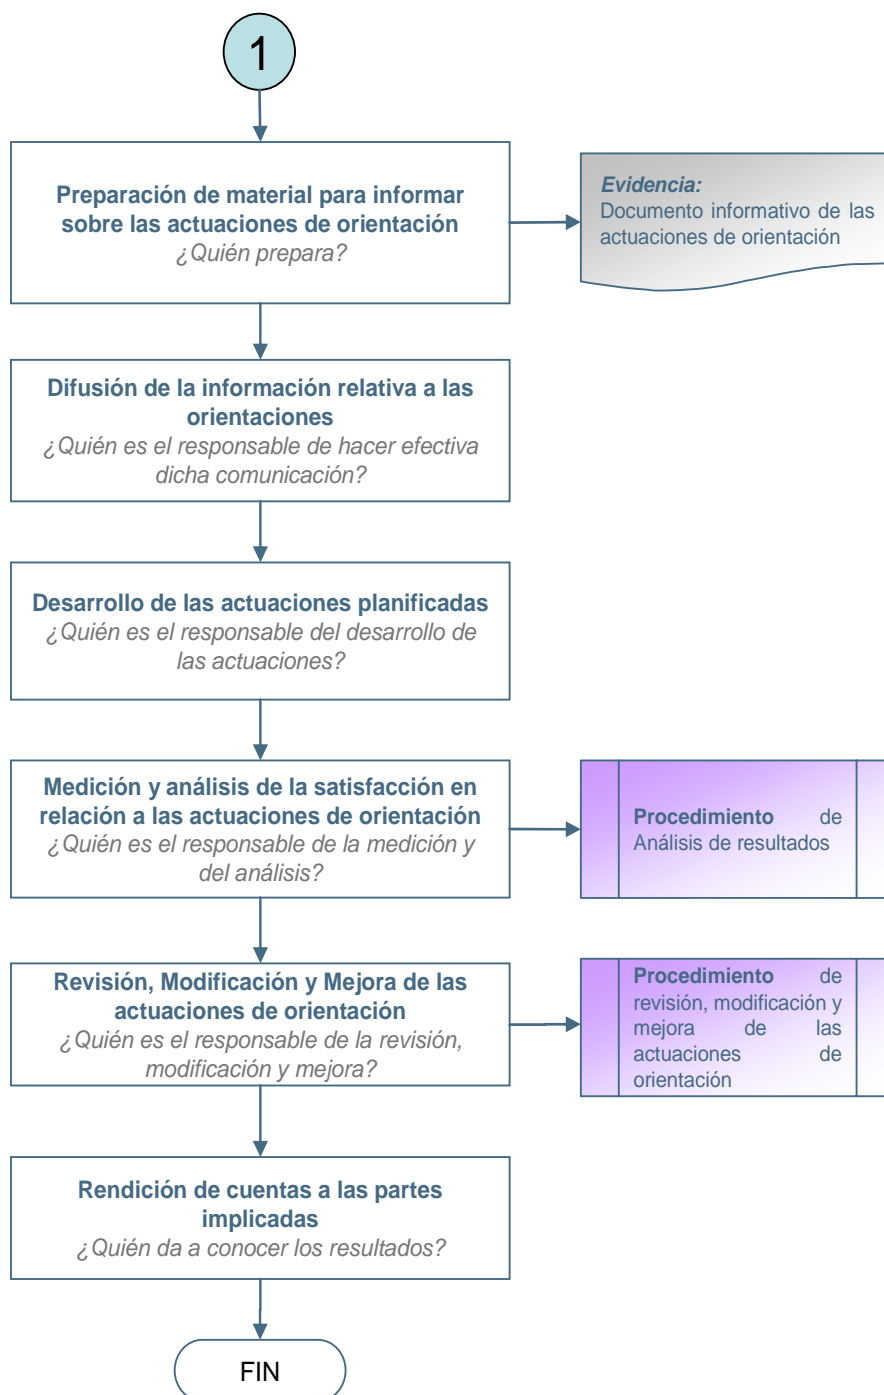 1
Preparación de material para informar
sobre las actuaciones de orientación
¿Quién prepara?
Evidencia:
Documento informativo de las
actuaciones de orientación
Difusión de la información relativa a las
orientaciones
¿Quién es el responsable de hacer efectiva
dicha comunicación?
Desarrollo de las actuaciones planificadas
¿Quién es el responsable del desarrollo de
las actuaciones?
Medición y análisis de la satisfacción en
relación a las actuaciones de orientación
¿Quién es el responsable de la medición y
del análisis?
Procedimiento de
Análisis de resultados
Revisión, Modificación y Mejora de las
actuaciones de orientación
¿Quién es el responsable de la revisión,
modificación y mejora?
Procedimiento de
revisión, modificación y
mejora de las
actuaciones de
orientación
Rendición de cuentas a las partes
implicadas
¿Quién da a conocer los resultados?
FIN